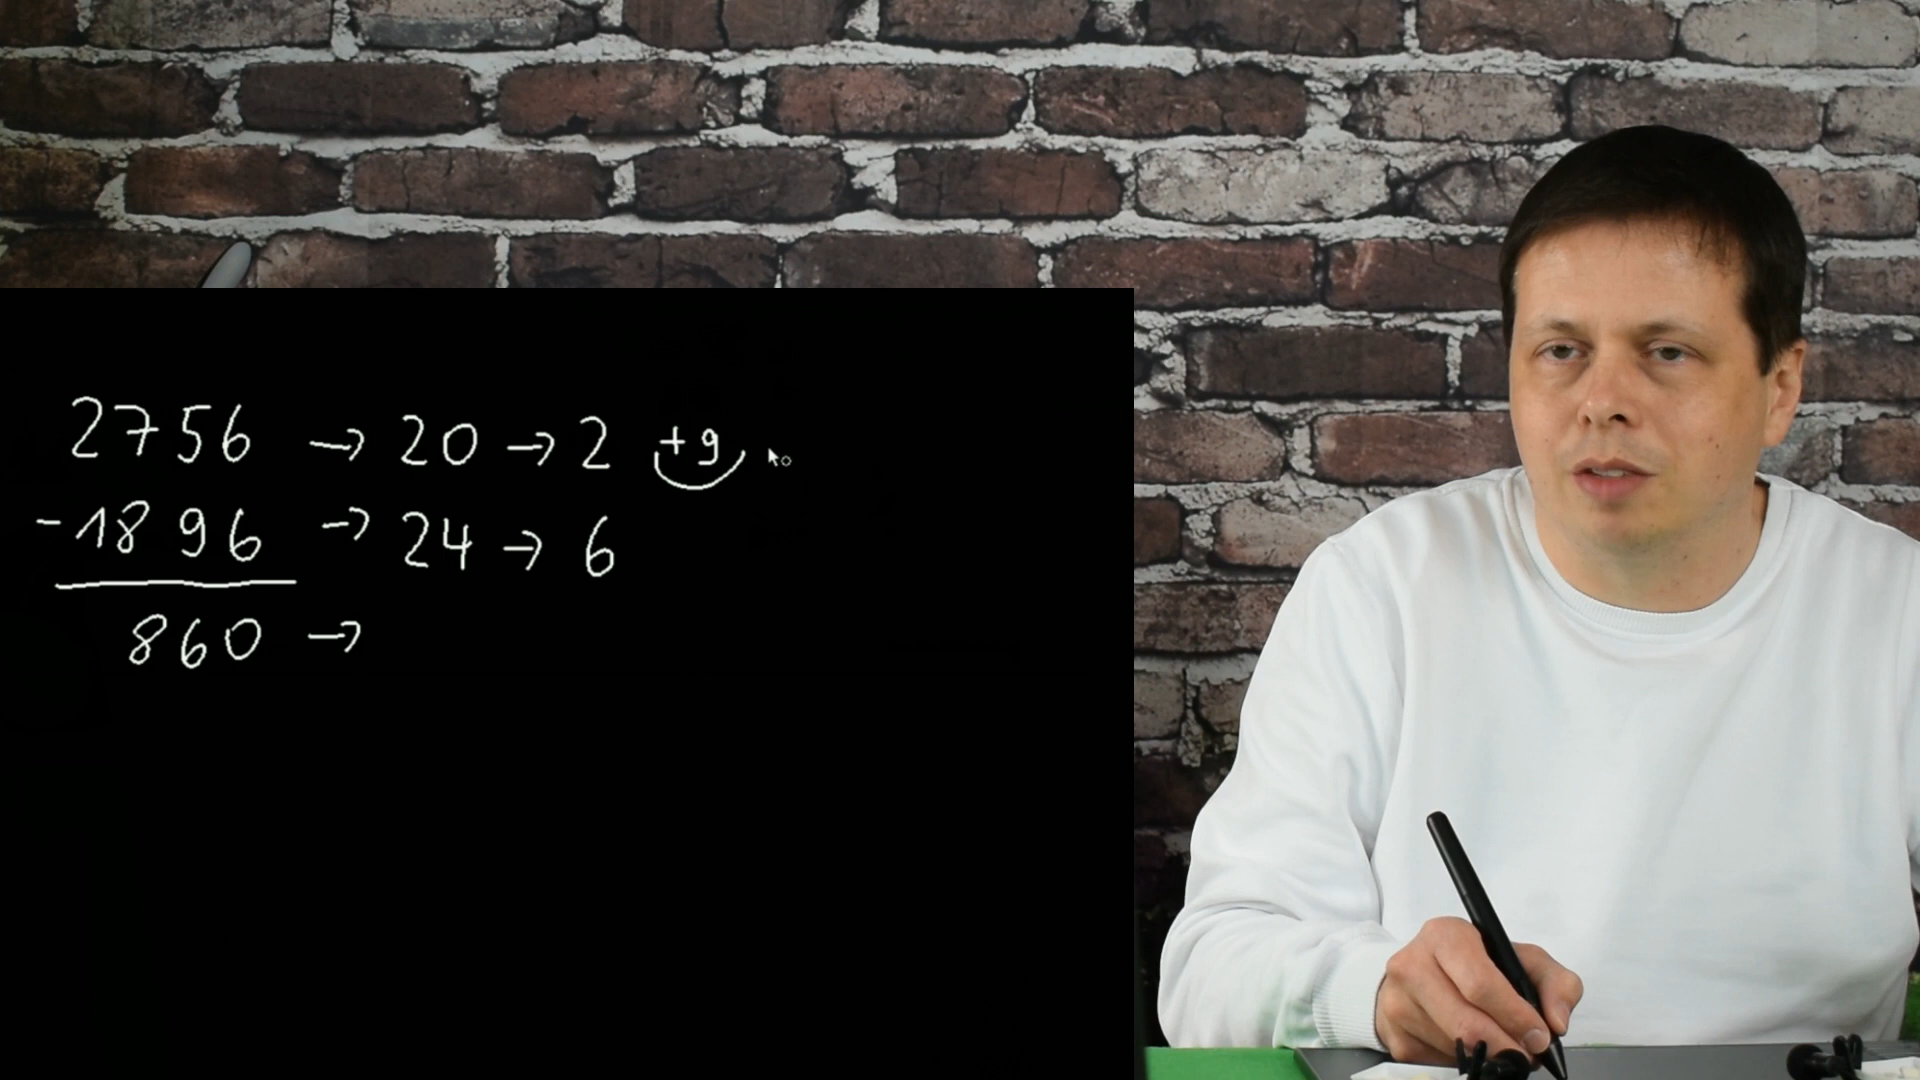 2756 → 20 → 2 +9
-1896 → 24 → 6
860 →